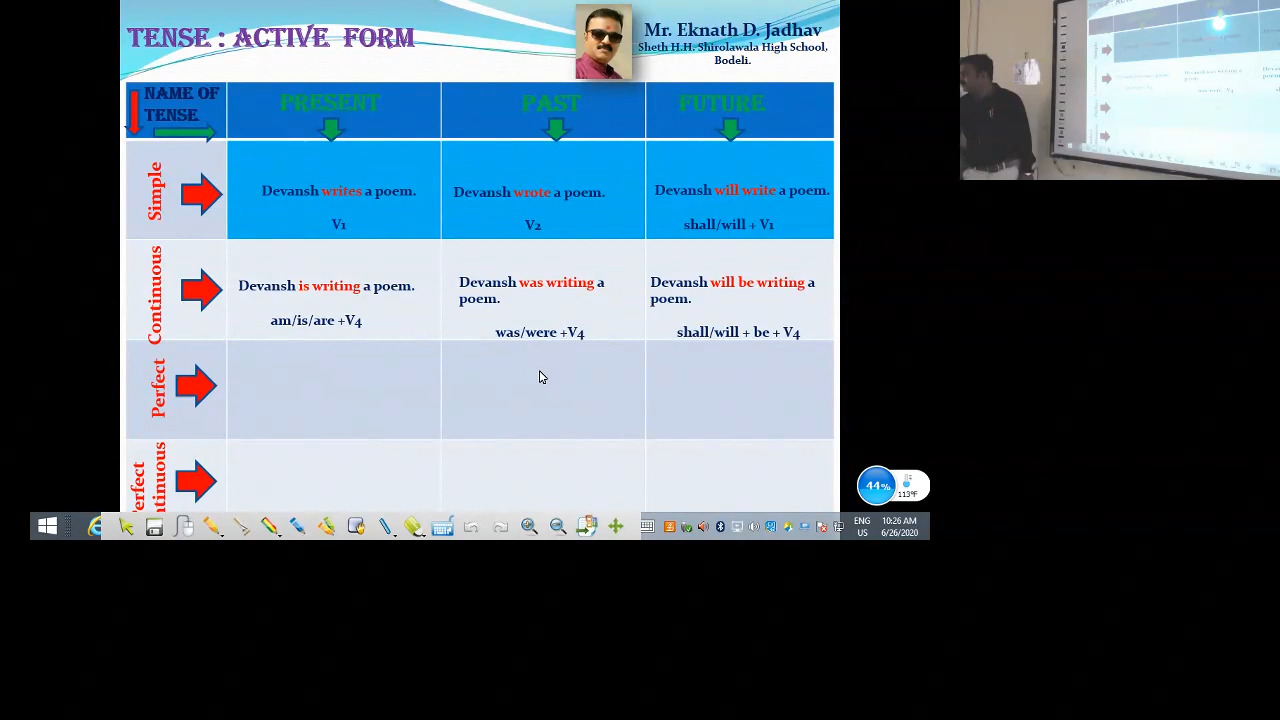 TENSE : ACTIVE FORM
Mr. Eknath D. Jadhav
Sheth H.H. Shirolawala High School,
Bodeli.
NAME OF
TENSE
PRESENT
PAST
FUTURE
Simple
Devansh writes a poem.
V1
Devansh wrote a poem.
V2
Devansh will write a poem.
shall/will + V1
Continuous
Devansh is writing a poem.
am/is/are +V4
Devansh was writing a
poem.
was/were +V4
Devansh will be writing a
poem.
shall/will + be + V4
Perfect
44%
113°F
ENG
US
10:26 AM
6/26/2020